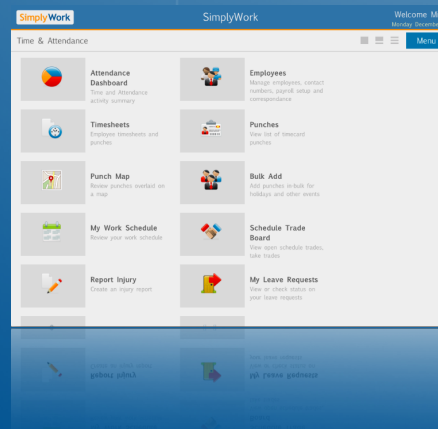 SimplyWork
SimplyWork
Welcome
Monday
Time & Attendance
Menu
Attendance
Dashboard
Time and Attendance
activity summary
Employees
Manage employees, contact
numbers, payroll setup and
correspondence
Timesheets
Employee timesheets and
punches
Punches
View list of timecard
punches
Punch Map
Review punches overlaid on
a map
Bulk Add
Add punches in-bulk for
holidays and other events
My Work Schedule
Review your work schedule
Schedule Trade
Board
View open schedule trades,
take trades
Report Injury
Create an injury report
My Leave Requests
View or check status on
your leave requests